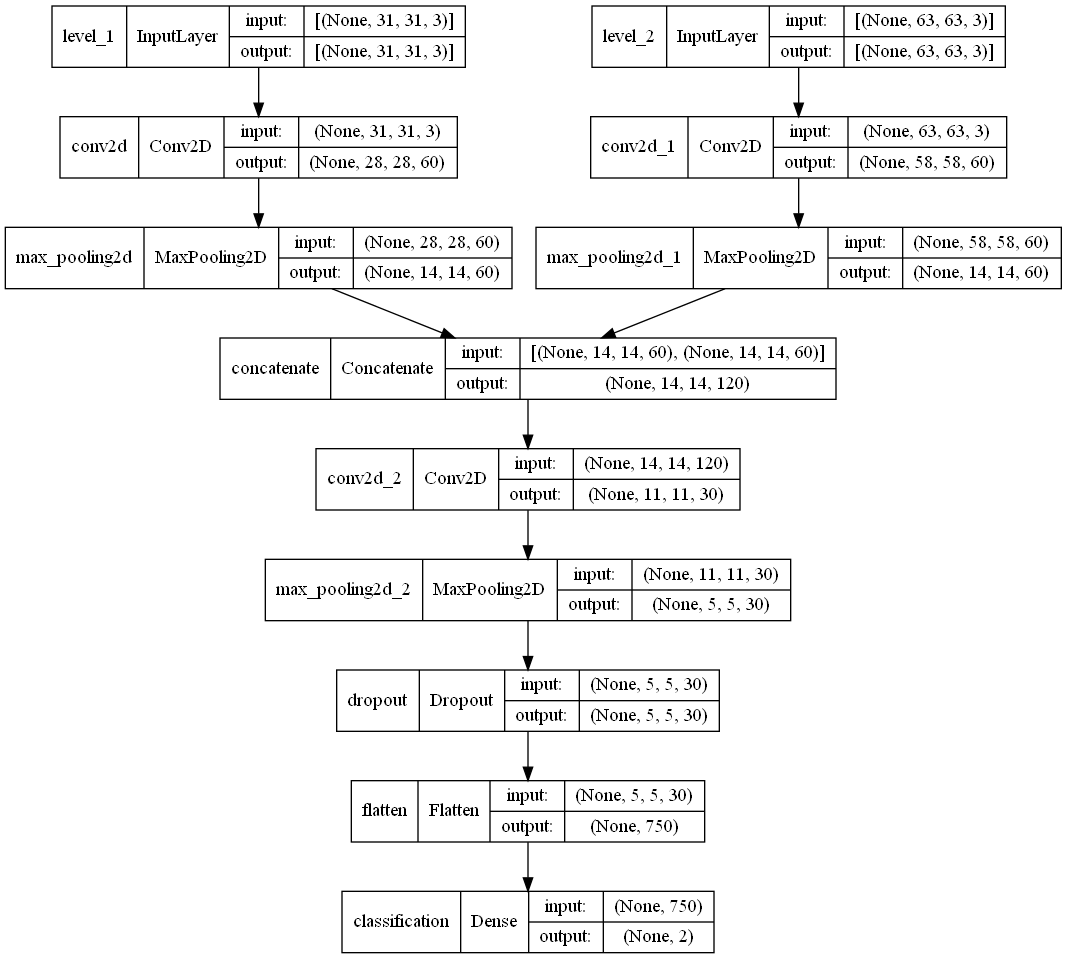 level_1 InputLayer input: [(None, 31, 31, 3)]
output: [(None, 31, 31, 3)]
level_2 InputLayer input: [(None, 63, 63, 3)]
output: [(None, 63, 63, 3)]
conv2d Conv2D input: (None, 31, 31, 3)
output: (None, 28, 28, 60)
conv2d_1 Conv2D input: (None, 63, 63, 3)
output: (None, 58, 58, 60)
max_pooling2d MaxPooling2D input: (None, 28, 28, 60)
output: (None, 14, 14, 60)
max_pooling2d_1 MaxPooling2D input: (None, 58, 58, 60)
output: (None, 14, 14, 60)
concatenate Concatenate input: [(None, 14, 14, 60), (None, 14, 14, 60)]
output: (None, 14, 14, 120)
conv2d_2 Conv2D input: (None, 14, 14, 120)
output: (None, 11, 11, 30)
max_pooling2d_2 MaxPooling2D input: (None, 11, 11, 30)
output: (None, 5, 5, 30)
dropout Dropout input: (None, 5, 5, 30)
output: (None, 5, 5, 30)
flatten Flatten input: (None, 5, 5, 30)
output: (None, 750)
classification Dense input: (None, 750)
output: (None, 2)